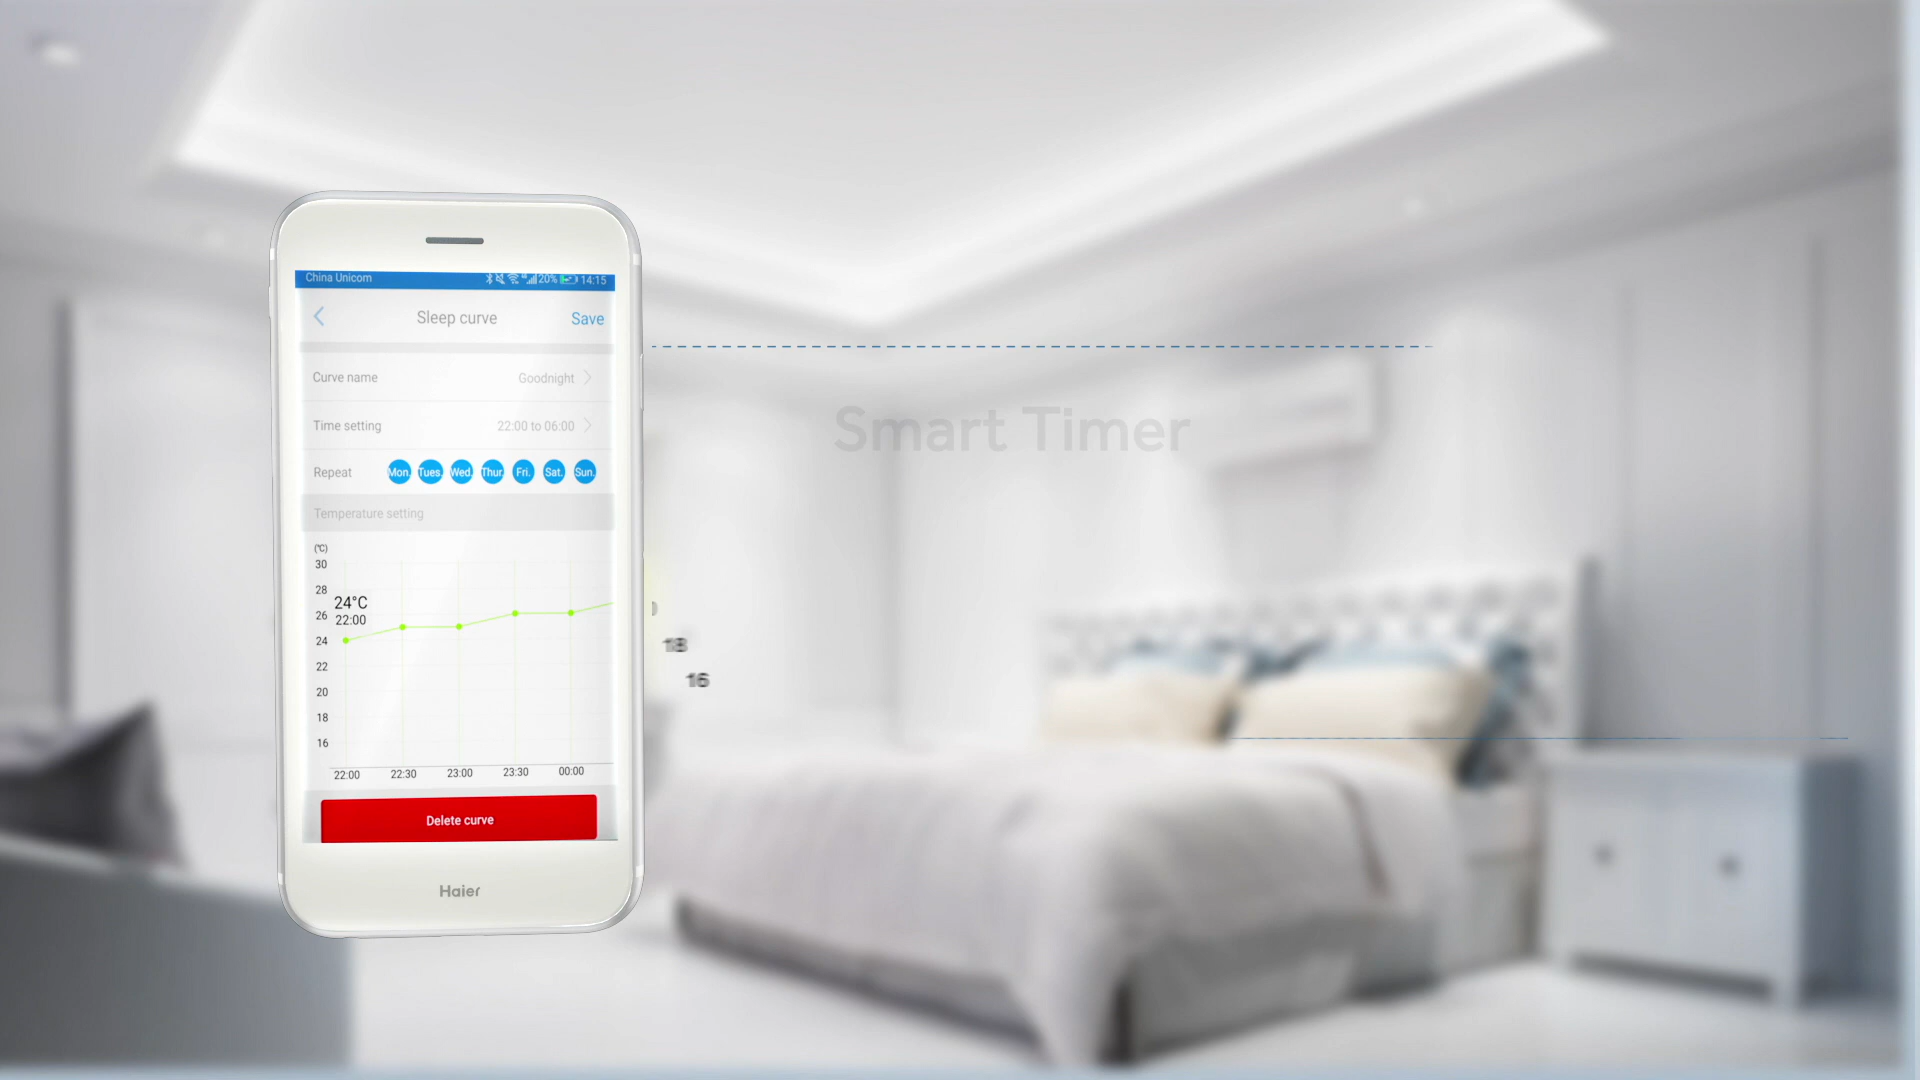 China Unicom 20% 14:15
Sleep curve Save
Curve name Goodnight
Time setting 22:00 to 06:00
Repeat Mon. Tues. Wed. Thur. Fri. Sat. Sun.
Temperature setting
(℃)
30
28
26
24
22
20
18
16
24°C
22:00
22:00 22:30 23:00 23:30 00:00
Delete curve
Haier
Smart Timer
18
16